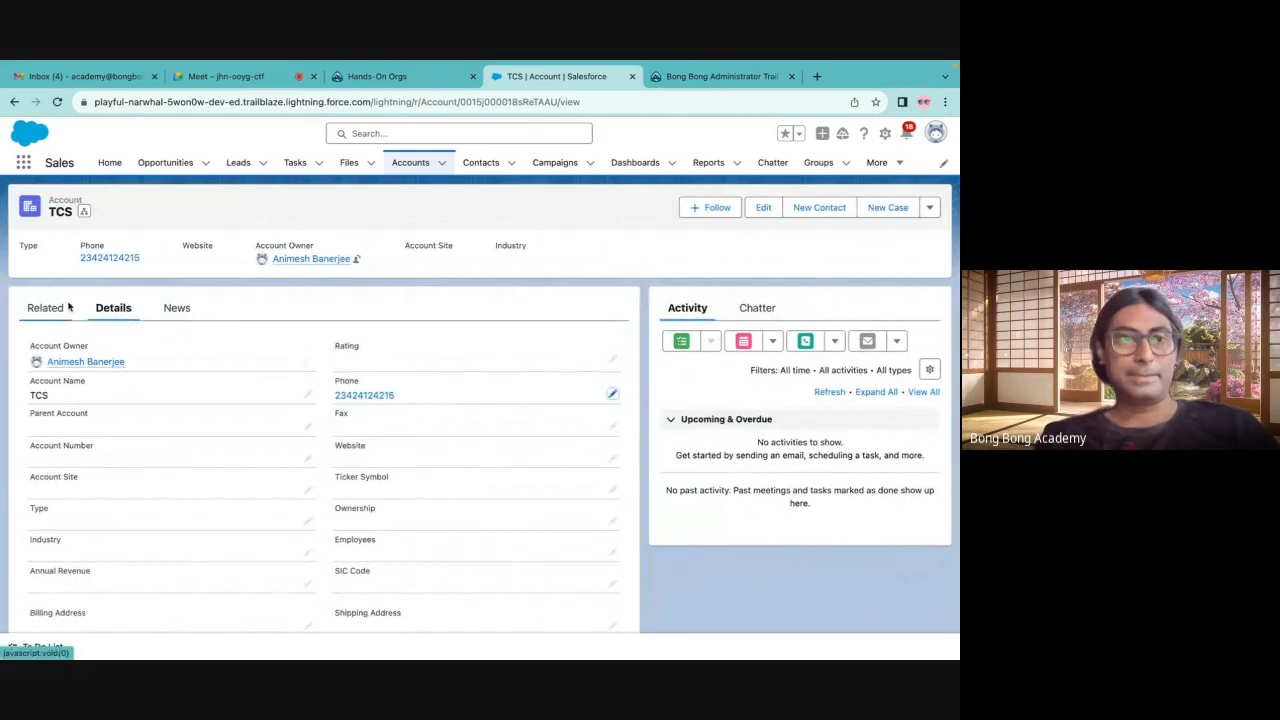 Inbox (4) - academy@bongbo
Meet – jhn-ooyg-ctf
Hands-On Orgs
TCS | Account | Salesforce
Bong Bong Administrator Trail
playful-narwhal-5won0w-dev-ed.trailblaze.lightning.force.com/lightning/r/Account/0015j000018sReTAAU/view
Search...
18
Sales
Home
Opportunities
Leads
Tasks
Files
Accounts
Contacts
Campaigns
Dashboards
Reports
Chatter
Groups
More
Account
TCS
+ Follow
Edit
New Contact
New Case
Type
Phone
Website
Account Owner
Account Site
Industry
23424124215
Animesh Banerjee
Related
Details
News
Account Owner
Animesh Banerjee
Rating
Account Name
TCS
Phone
23424124215
Parent Account
Fax
Account Number
Website
Account Site
Ticker Symbol
Type
Ownership
Industry
Employees
Annual Revenue
SIC Code
Billing Address
Shipping Address
Activity
Chatter
Filters: All time • All activities • All types
Refresh • Expand All • View All
Upcoming & Overdue
No activities to show.
Get started by sending an email, scheduling a task, and more.
No past activity. Past meetings and tasks marked as done show up
here.
To Do List
javascript:void(0)
Bong Bong Academy